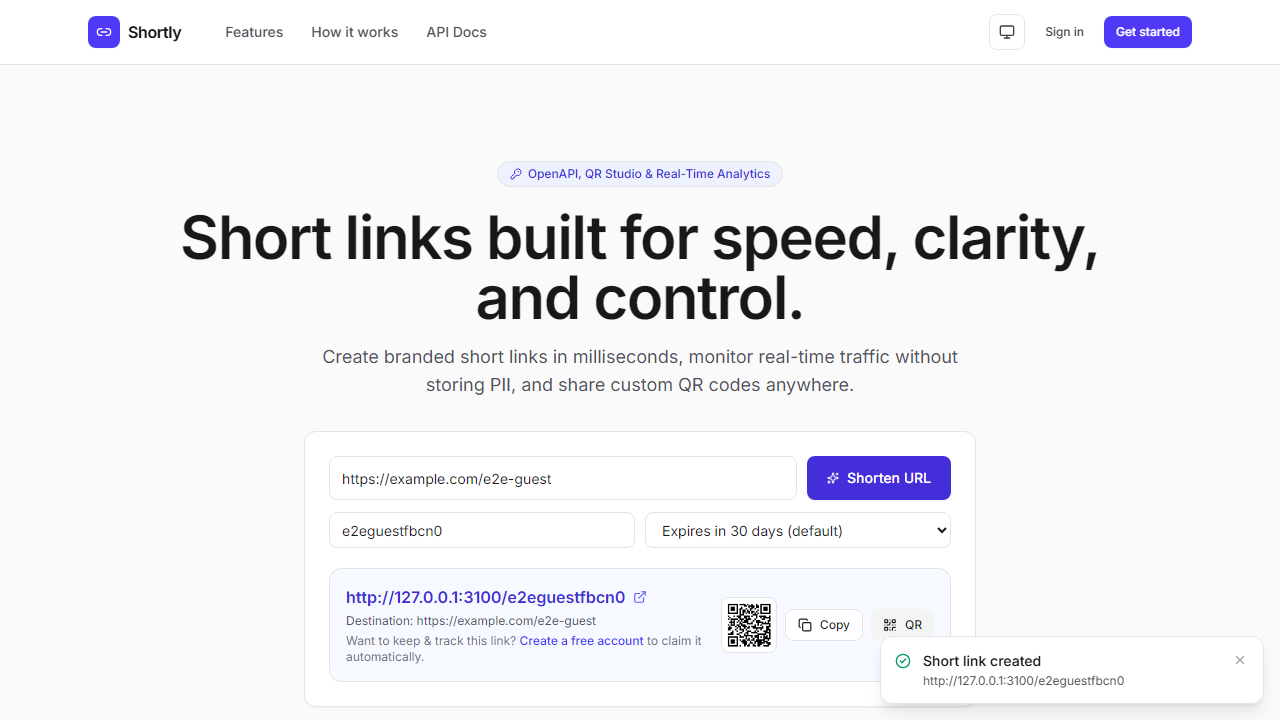 Shortly
Features
How it works
API Docs
Sign in
Get started
OpenAPI, QR Studio & Real-Time Analytics
Short links built for speed, clarity,
and control.
Create branded short links in milliseconds, monitor real-time traffic without
storing PII, and share custom QR codes anywhere.
https://example.com/e2e-guest
Shorten URL
e2eguestfbcn0
Expires in 30 days (default)
http://127.0.0.1:3100/e2eguestfbcn0
Destination: https://example.com/e2e-guest
Want to keep & track this link? Create a free account to claim it
automatically.
Copy
QR
Short link created
http://127.0.0.1:3100/e2eguestfbcn0